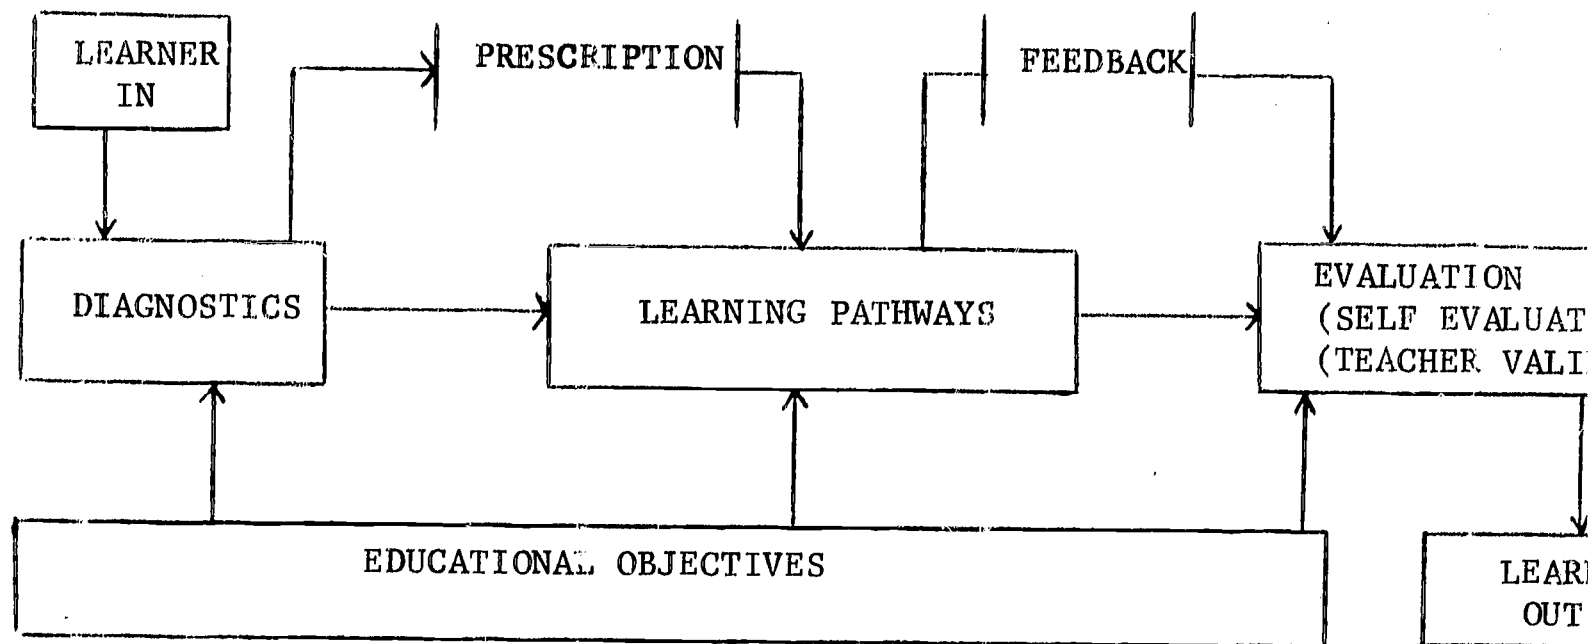 LEARNER
IN
PRESCRIPTION
FEEDBACK
DIAGNOSTICS
LEARNING PATHWAYS
EVALUATION
(SELF EVALUAT
(TEACHER VALI
EDUCATIONAL OBJECTIVES
LEAR
OUT